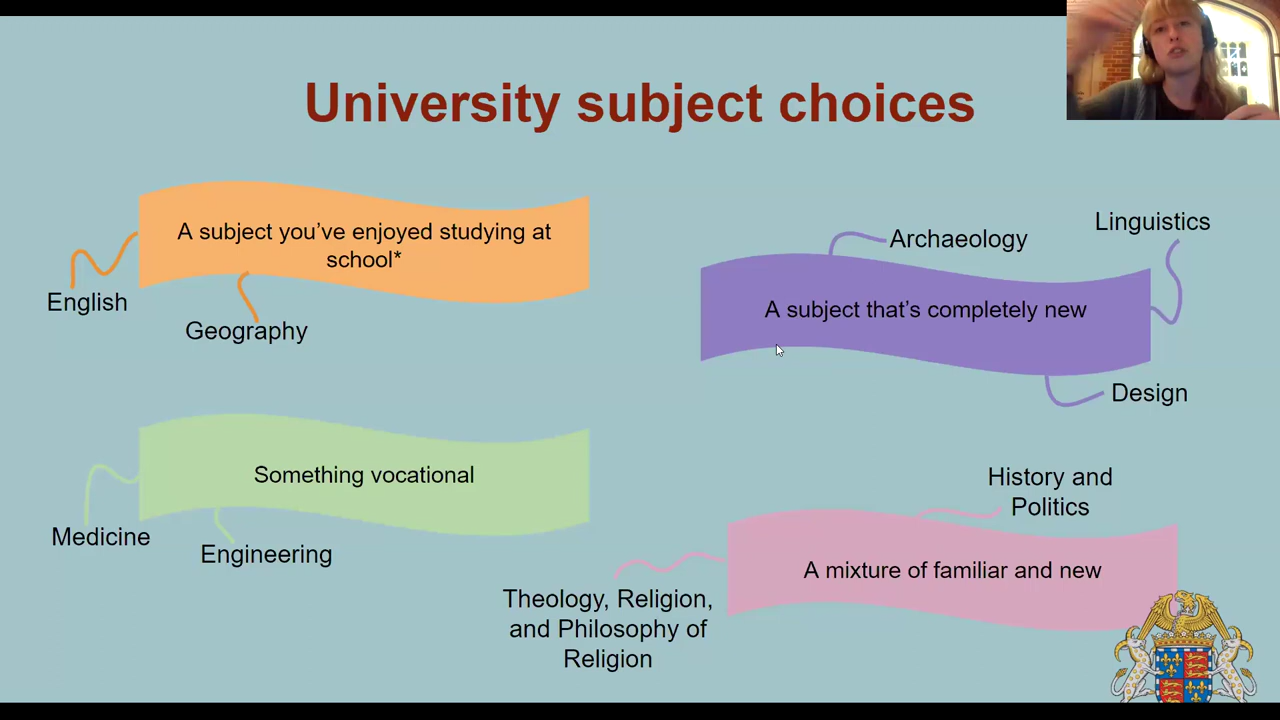 University subject choices
A subject you've enjoyed studying at
school*
English
Geography
Archaeology
Linguistics
A subject that's completely new
Design
Something vocational
Medicine
Engineering
History and
Politics
A mixture of familiar and new
Theology, Religion,
and Philosophy of
Religion